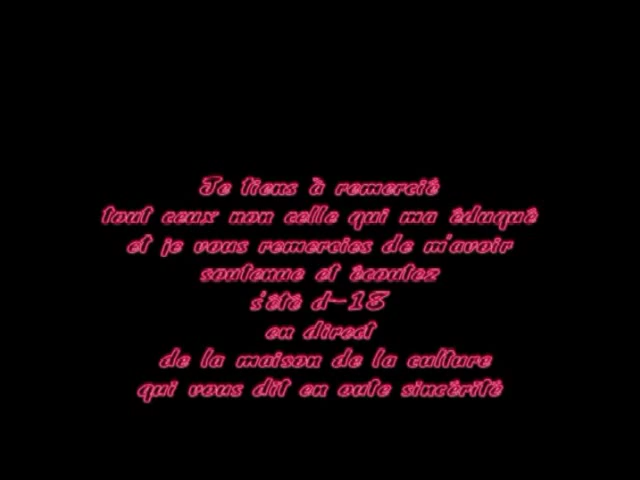 Je tiens à remercié
tout ceux non celle qui ma éduqué
et je vous remercies de m'avoir
soutenue et écoutez
s'été d-13
en direct
de la maison de la culture
qui vous dit en oute sincérité